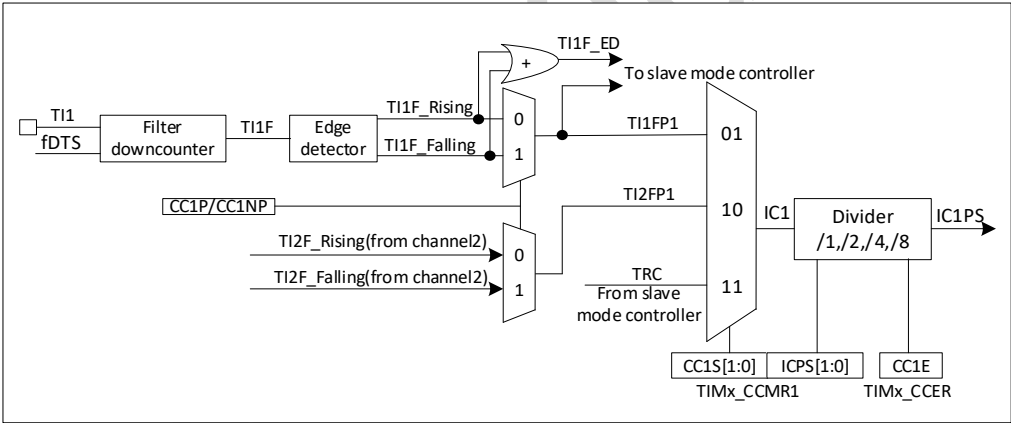 TI1F_ED
To slave mode controller
TI1
fDTS
Filter
downcounter
TI1F
Edge
detector
TI1F_Rising
TI1F_Falling
+
0
1
TI1FP1
01
CC1P/CC1NP
TI2FP1
10
IC1
Divider
/1,/2,/4,/8
IC1PS
TI2F_Rising(from channel2)
TI2F_Falling(from channel2)
0
1
TRC
From slave
mode controller
11
CC1S[1:0]
ICPS[1:0]
CC1E
TIMx_CCMR1
TIMx_CCER